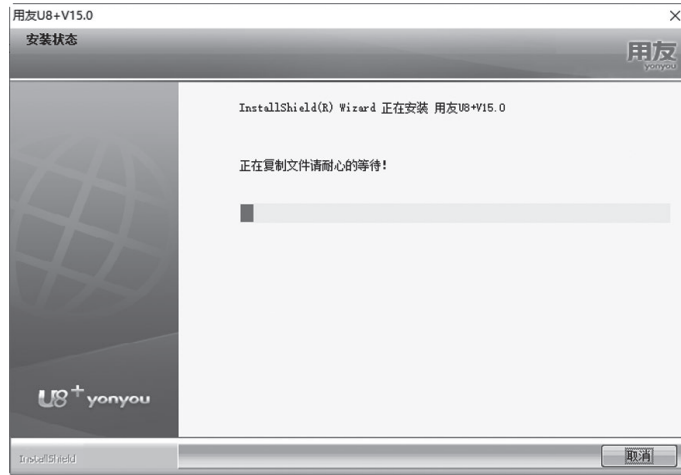 用友U8+V15.0
安装状态
用友
yonyou
InstallShield(R) Wizard 正在安装 用友U8+V15.0
正在复制文件请耐心的等待!
U8+ yonyou
InstallShield
取消